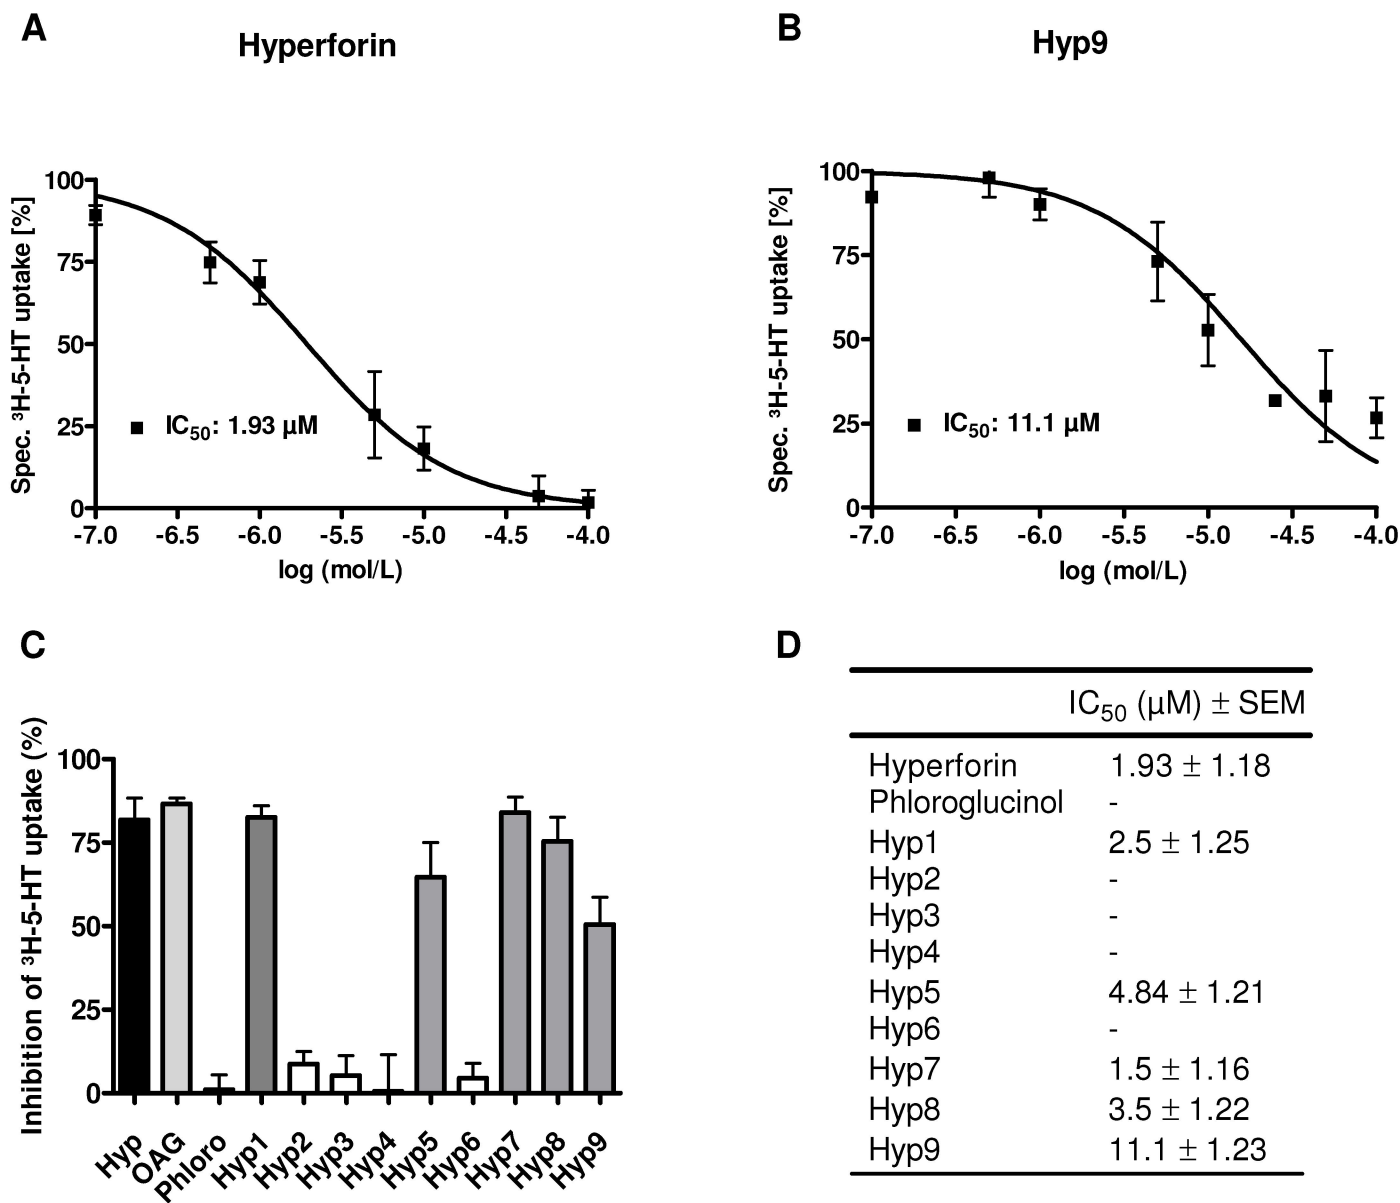 A
Hyperforin
Spec. ³H-5-HT uptake [%]
100
75
50
25
0
IC₅₀: 1.93 µM
-7.0 -6.5 -6.0 -5.5 -5.0 -4.5 -4.0
log (mol/L)
B
Hyp9
Spec. ³H-5-HT uptake [%]
100
75
50
25
0
IC₅₀: 11.1 µM
-7.0 -6.5 -6.0 -5.5 -5.0 -4.5 -4.0
log (mol/L)
C
Inhibition of ³H-5-HT uptake (%)
100
75
50
25
0
Hyp OAG Phloro Hyp1 Hyp2 Hyp3 Hyp4 Hyp5 Hyp6 Hyp7 Hyp8 Hyp9
D
IC₅₀ (µM) ± SEM
Hyperforin 1.93 ± 1.18
Phloroglucinol -
Hyp1 2.5 ± 1.25
Hyp2 -
Hyp3 -
Hyp4 -
Hyp5 4.84 ± 1.21
Hyp6 -
Hyp7 1.5 ± 1.16
Hyp8 3.5 ± 1.22
Hyp9 11.1 ± 1.23